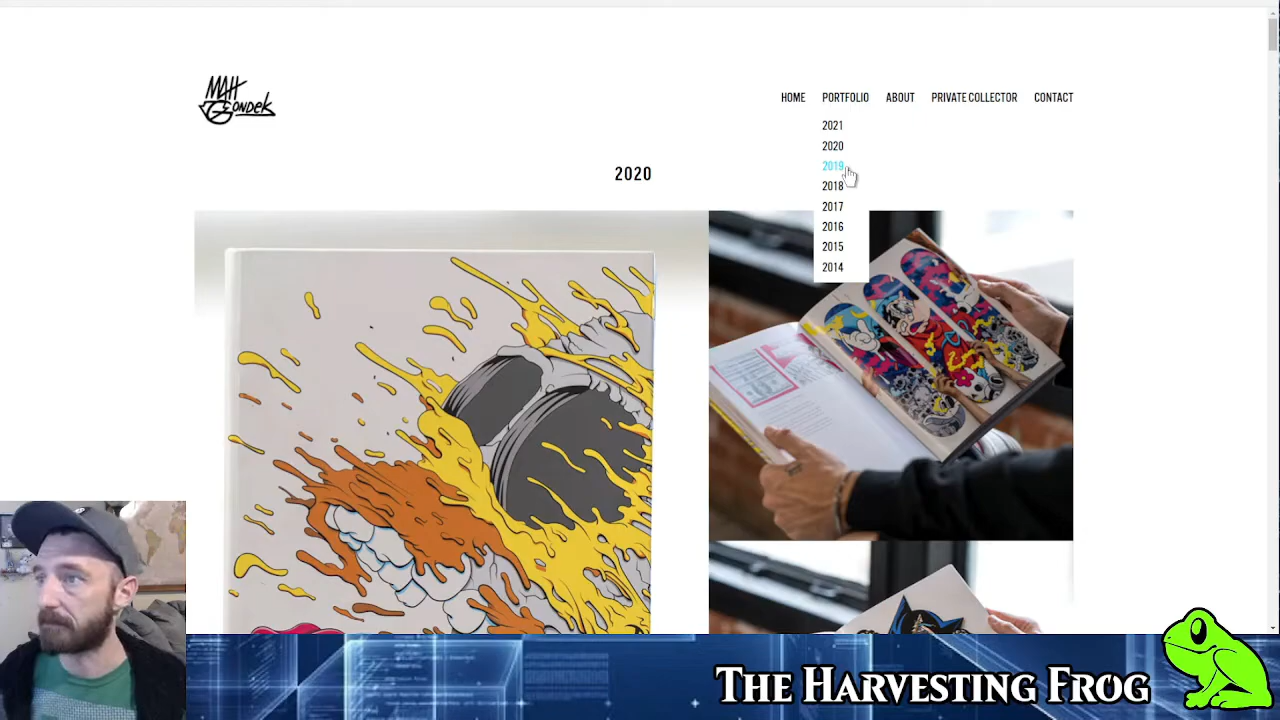 MATT
GONDEK
HOME PORTFOLIO ABOUT PRIVATE COLLECTOR CONTACT
2021
2020
2019
2018
2017
2016
2015
2014
2020
THE HARVESTING FROG